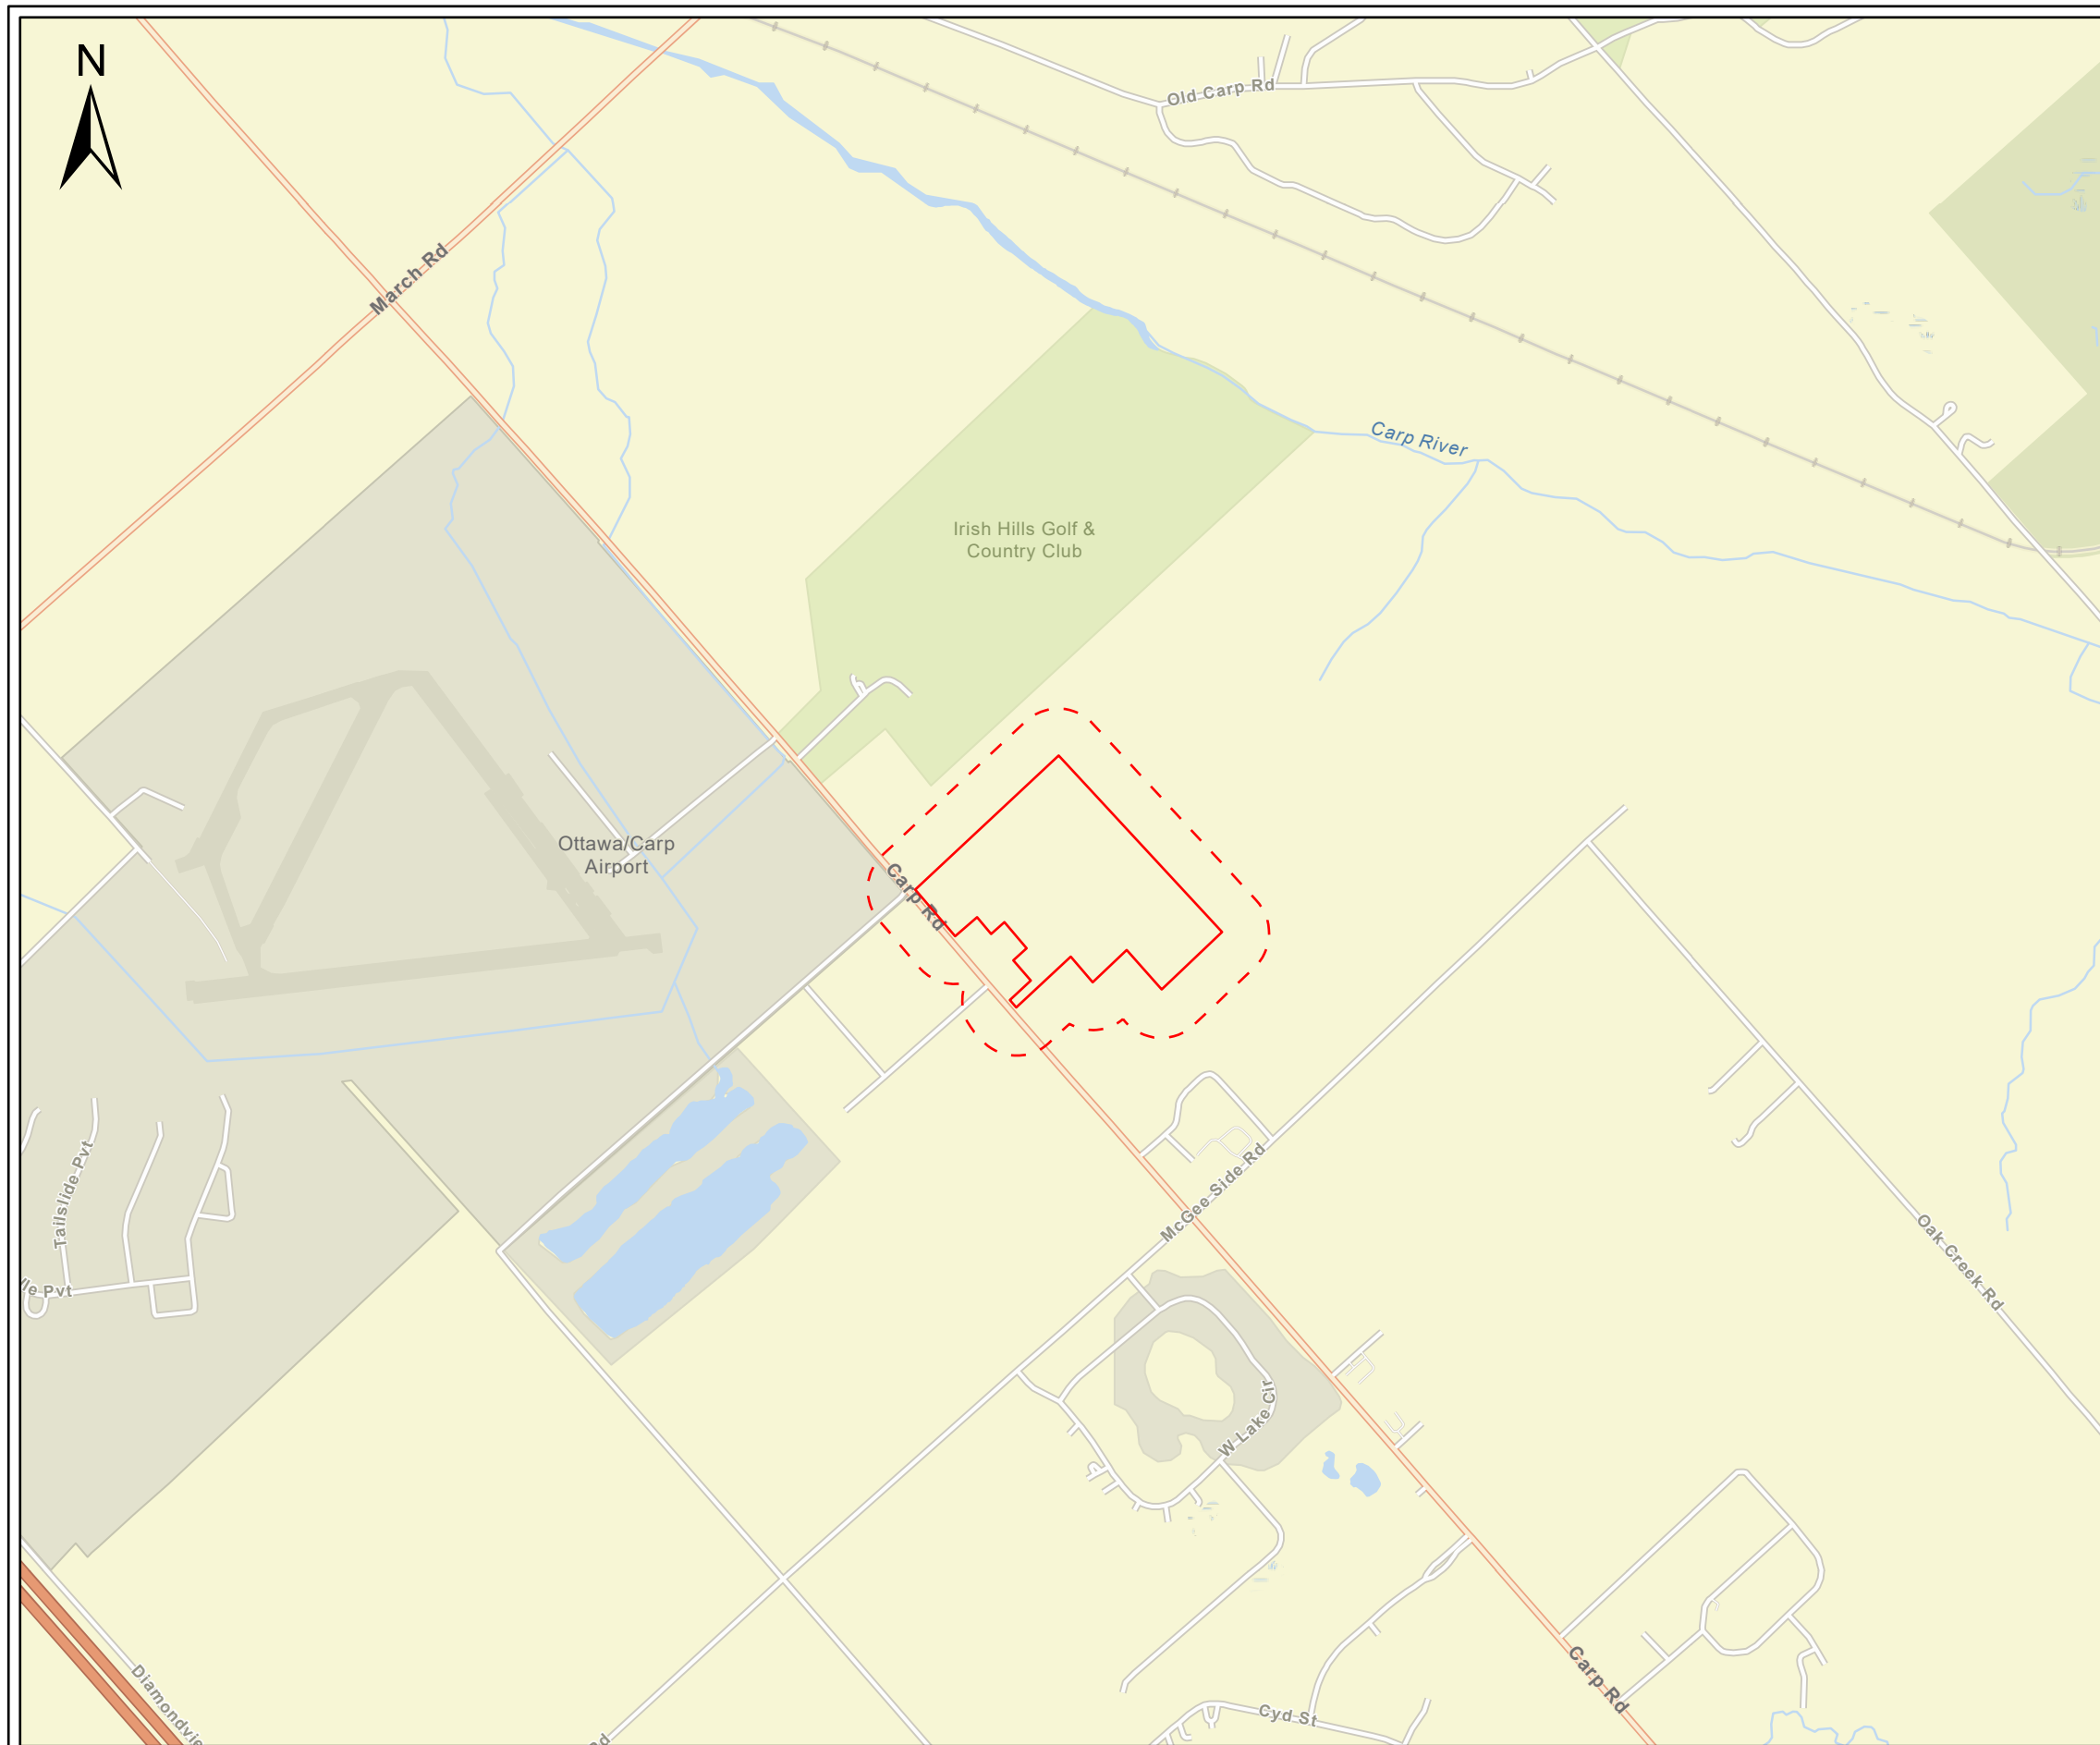 N
Old Carp Rd
March Rd
Carp River
Irish Hills Golf &
Country Club
Ottawa/Carp
Airport
Carp Rd
Tailslide Pvt
McGee Side Rd
Oak Creek Rd
Pvt
W Lake Cir
Carp Rd
Cyd St